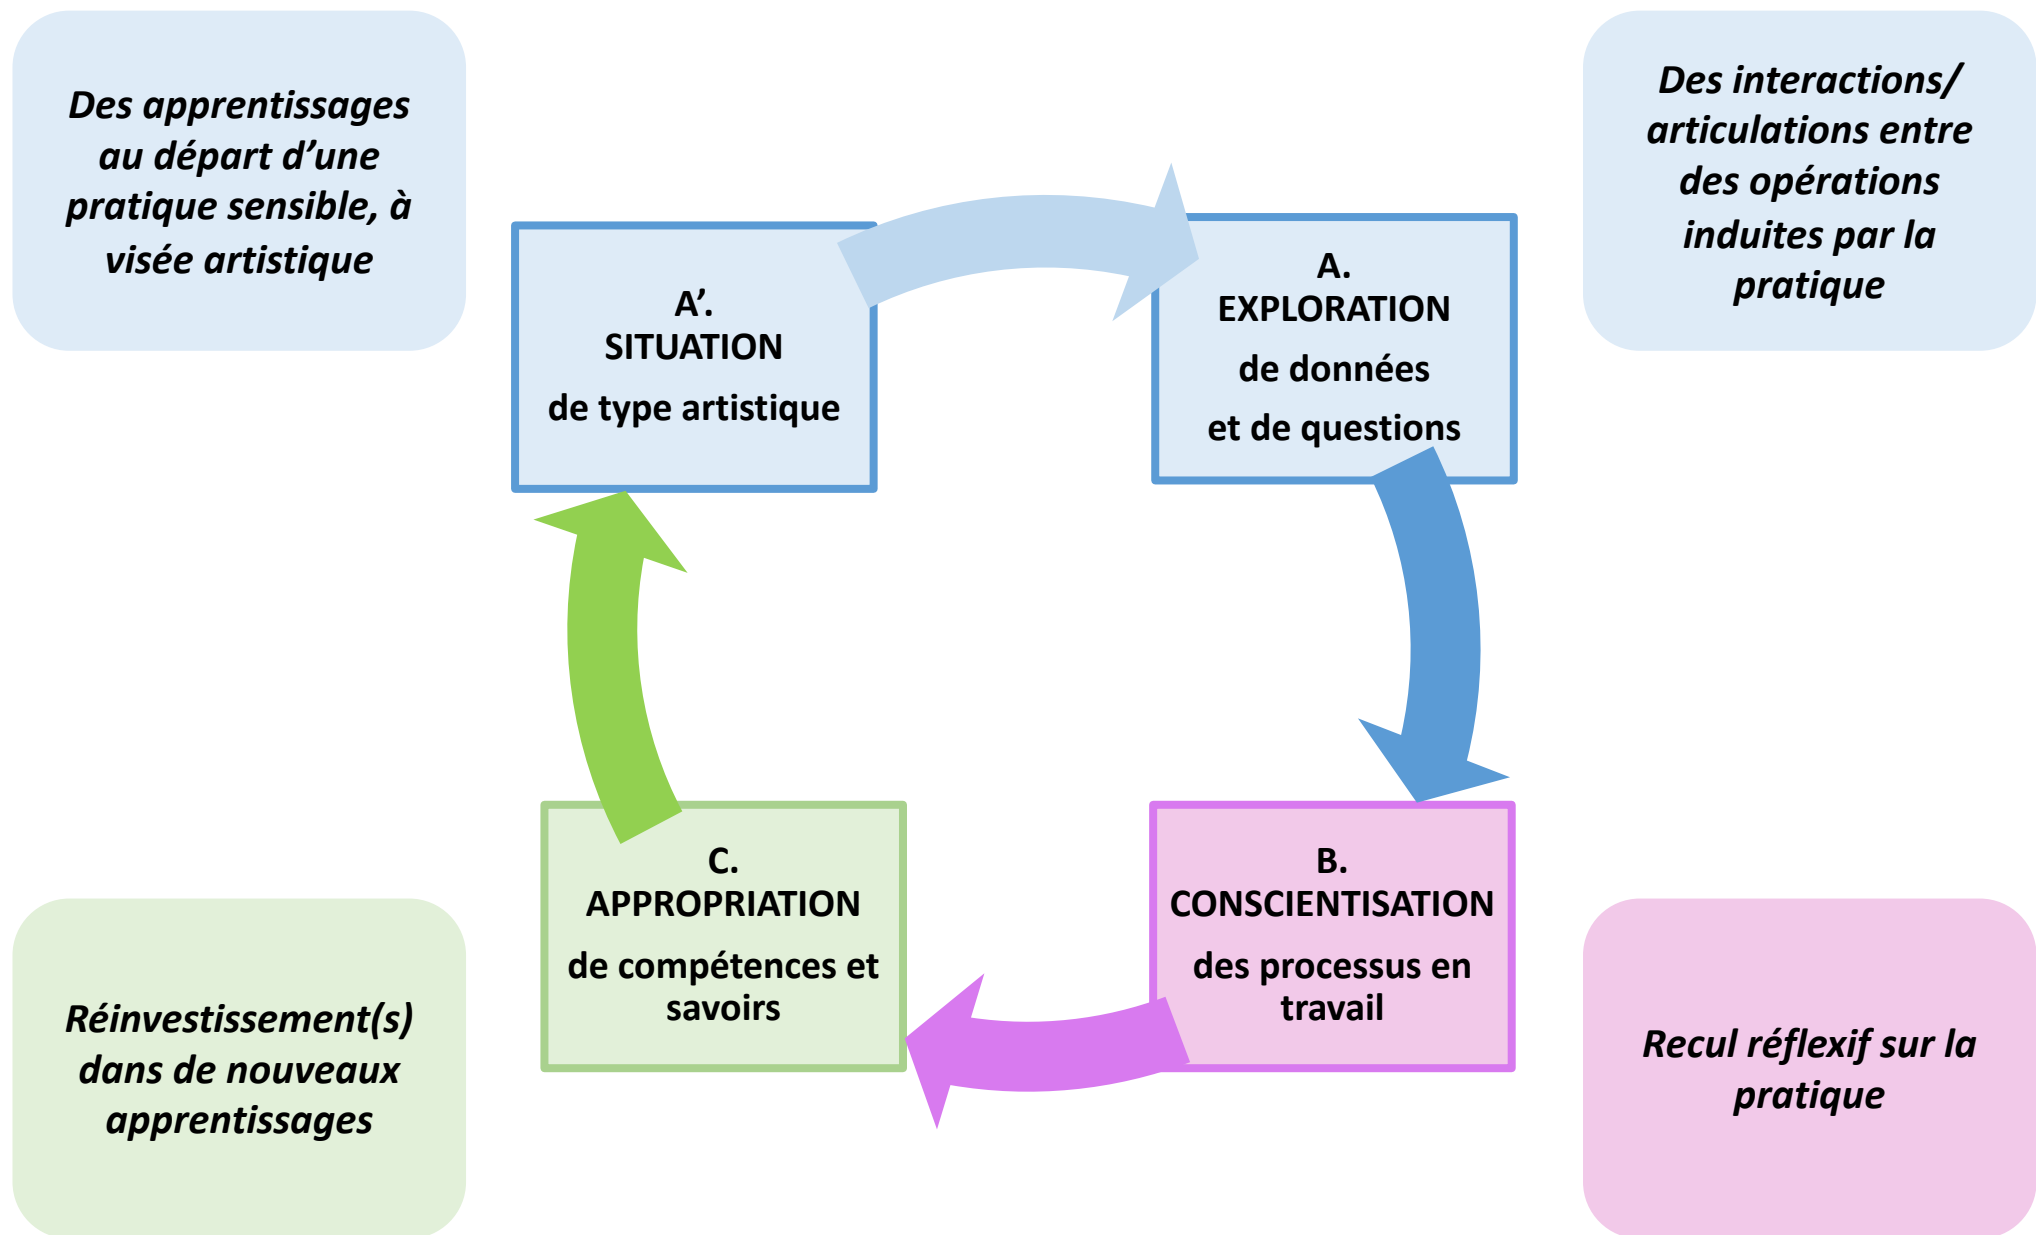 Des apprentissages
au départ d’une
pratique sensible, à
visée artistique
Des interactions/
articulations entre
des opérations
induites par la
pratique
A’.
SITUATION
de type artistique
A.
EXPLORATION
de données
et de questions
C.
APPROPRIATION
de compétences et
savoirs
B.
CONSCIENTISATION
des processus en
travail
Réinvestissement(s)
dans de nouveaux
apprentissages
Recul réflexif sur la
pratique